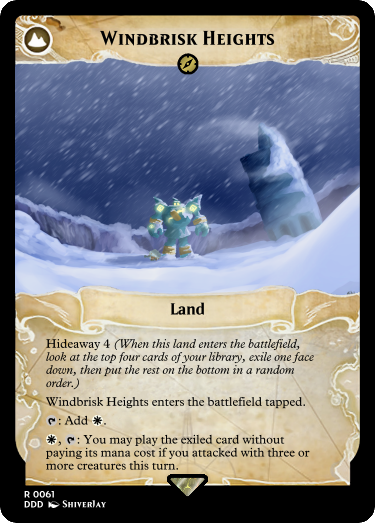 WINDBRISK HEIGHTS
Land
Hideaway 4 (When this land enters the battlefield,
look at the top four cards of your library, exile one face
down, then put the rest on the bottom in a random
order.)
Windbrisk Heights enters the battlefield tapped.
: Add .
, : You may play the exiled card without
paying its mana cost if you attacked with three or
more creatures this turn.
R 0061
DDD ShiverJay